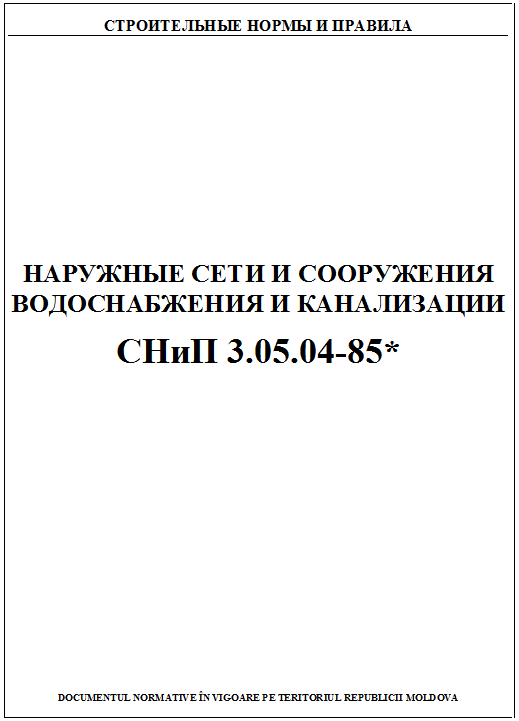 СТРОИТЕЛЬНЫЕ НОРМЫ И ПРАВИЛА
НАРУЖНЫЕ СЕТИ И СООРУЖЕНИЯ
ВОДОСНАБЖЕНИЯ И КАНАЛИЗАЦИИ
СНиП 3.05.04-85*
DOCUMENTUL NORMATIVE ÎN VIGOARE PE TERITORIUL REPUBLICII MOLDOVA